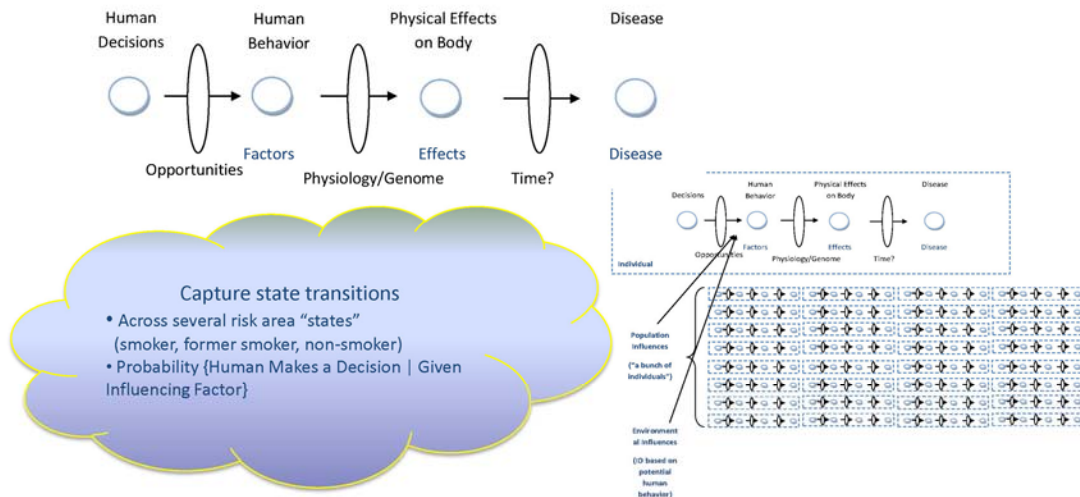 Human
Decisions
Human
Behavior
Physical Effects
on Body
Disease
Opportunities
Factors
Physiology/Genome
Effects
Time?
Disease
Capture state transitions
• Across several risk area “states”
(smoker, former smoker, non-smoker)
• Probability {Human Makes a Decision | Given
Influencing Factor}
Decisions
Human
Behavior
Physical Effects
on Body
Disease
Opportunities
Factors
Physiology/Genome
Effects
Time?
Disease
Individual
Population
Influences
("a bunch of
individuals")
Environment
al Influences
(IO based on
potential
human
behavior)